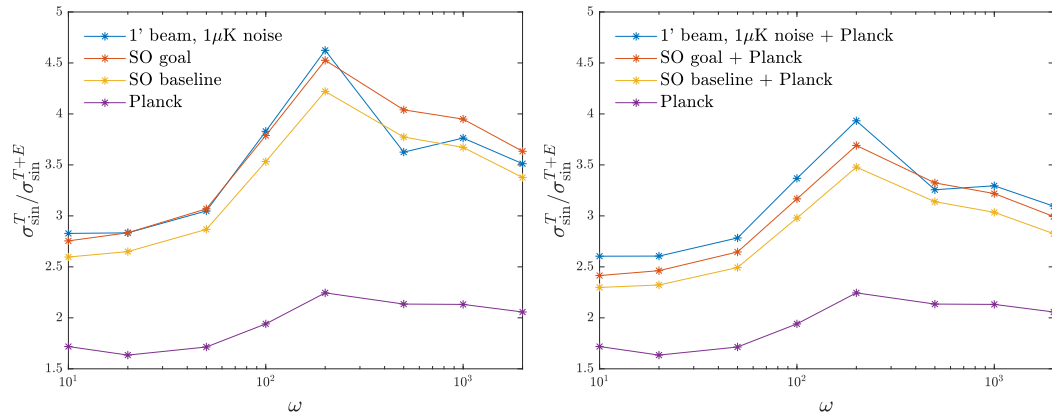 5
4.5
4
3.5
3
2.5
2
1.5
σ_sin^T/σ_sin^{T+E}
1' beam, 1μK noise
SO goal
SO baseline
Planck
10^1
10^2
10^3
ω
5
4.5
4
3.5
3
2.5
2
1.5
σ_sin^T/σ_sin^{T+E}
1' beam, 1μK noise + Planck
SO goal + Planck
SO baseline + Planck
Planck
10^1
10^2
10^3
ω